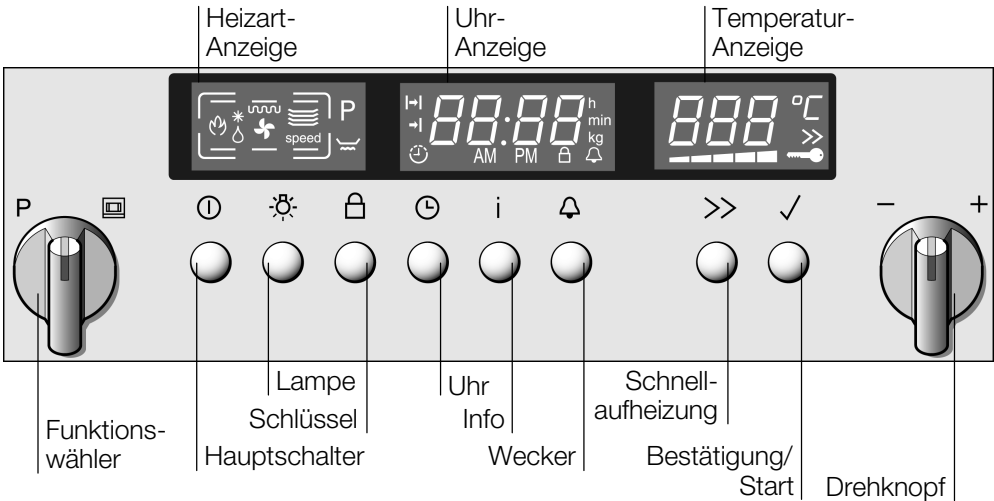 Heizart-
Anzeige
Uhr-
Anzeige
Temperatur-
Anzeige
P
speed
88:88
h
min
kg
AM PM
888 °C
>>
P
i
>>
− +
Lampe
Schlüssel
Hauptschalter
Funktions-
wähler
Uhr
Info
Wecker
Schnell-
aufheizung
Bestätigung/
Start
Drehknopf